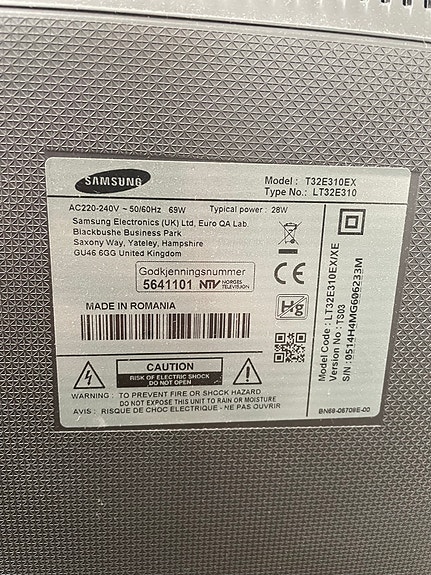 SAMSUNG
Model : T32E310EX
Type No.: LT32E310
AC220-240V ~ 50/60Hz 69W Typical power : 28W
Samsung Electronics (UK) Ltd, Euro QA Lab.
Blackbushe Business Park
Saxony Way, Yateley, Hampshire
GU46 6GG United Kingdom
Godkjenningsnummer
5641101 NTV NORGES TELEVISJON
CE
Hg
MADE IN ROMANIA
CAUTION
RISK OF ELECTRIC SHOCK
DO NOT OPEN
WARNING : TO PREVENT FIRE OR SHOCK HAZARD
DO NOT EXPOSE THIS UNIT TO RAIN OR MOISTURE
AVIS : RISQUE DE CHOC ELECTRIQUE - NE PAS OUVRIR
Model Code : LT32E310EX/XE
Version No : TS03
S/N : 0514H4MG606233M
BN68-06708E-00